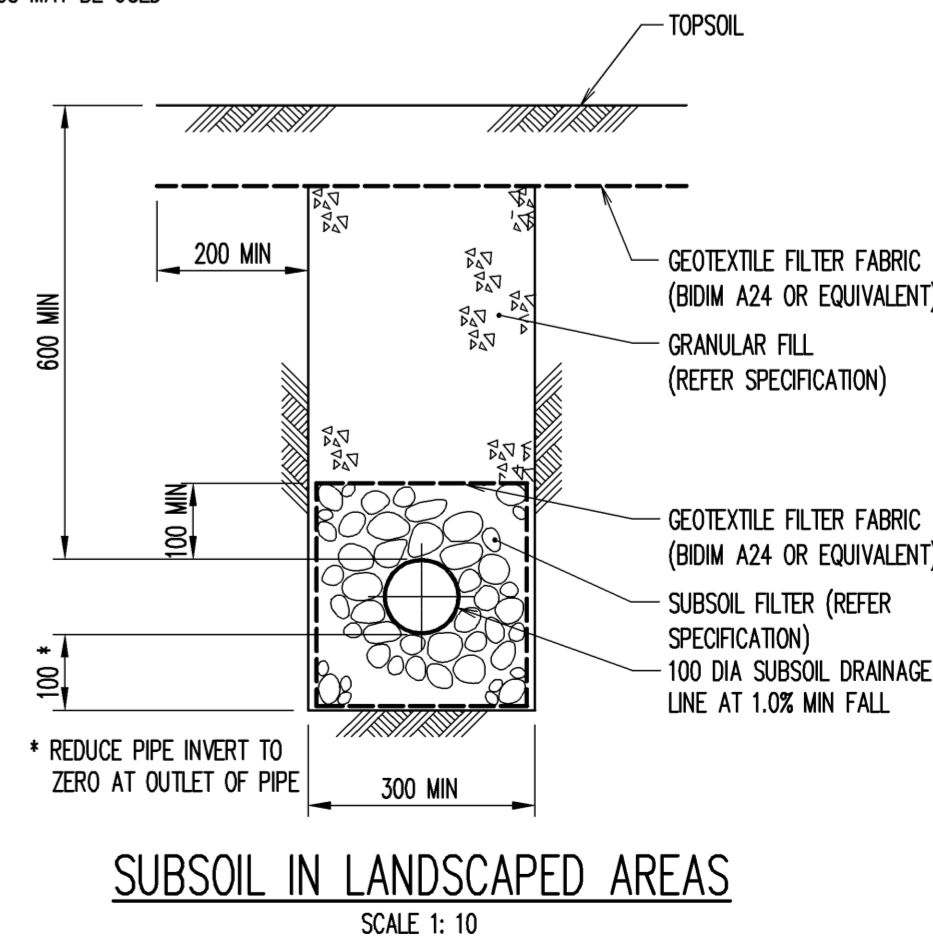 TOPSOIL
200 MIN
600 MIN
GEOTEXTILE FILTER FABRIC
(BIDIM A24 OR EQUIVALENT)
GRANULAR FILL
(REFER SPECIFICATION)
100 MIN
GEOTEXTILE FILTER FABRIC
(BIDIM A24 OR EQUIVALENT)
SUBSOIL FILTER (REFER
SPECIFICATION)
100 DIA SUBSOIL DRAINAGE
LINE AT 1.0% MIN FALL
100 *
* REDUCE PIPE INVERT TO
ZERO AT OUTLET OF PIPE
300 MIN
SUBSOIL IN LANDSCAPED AREAS
SCALE 1: 10